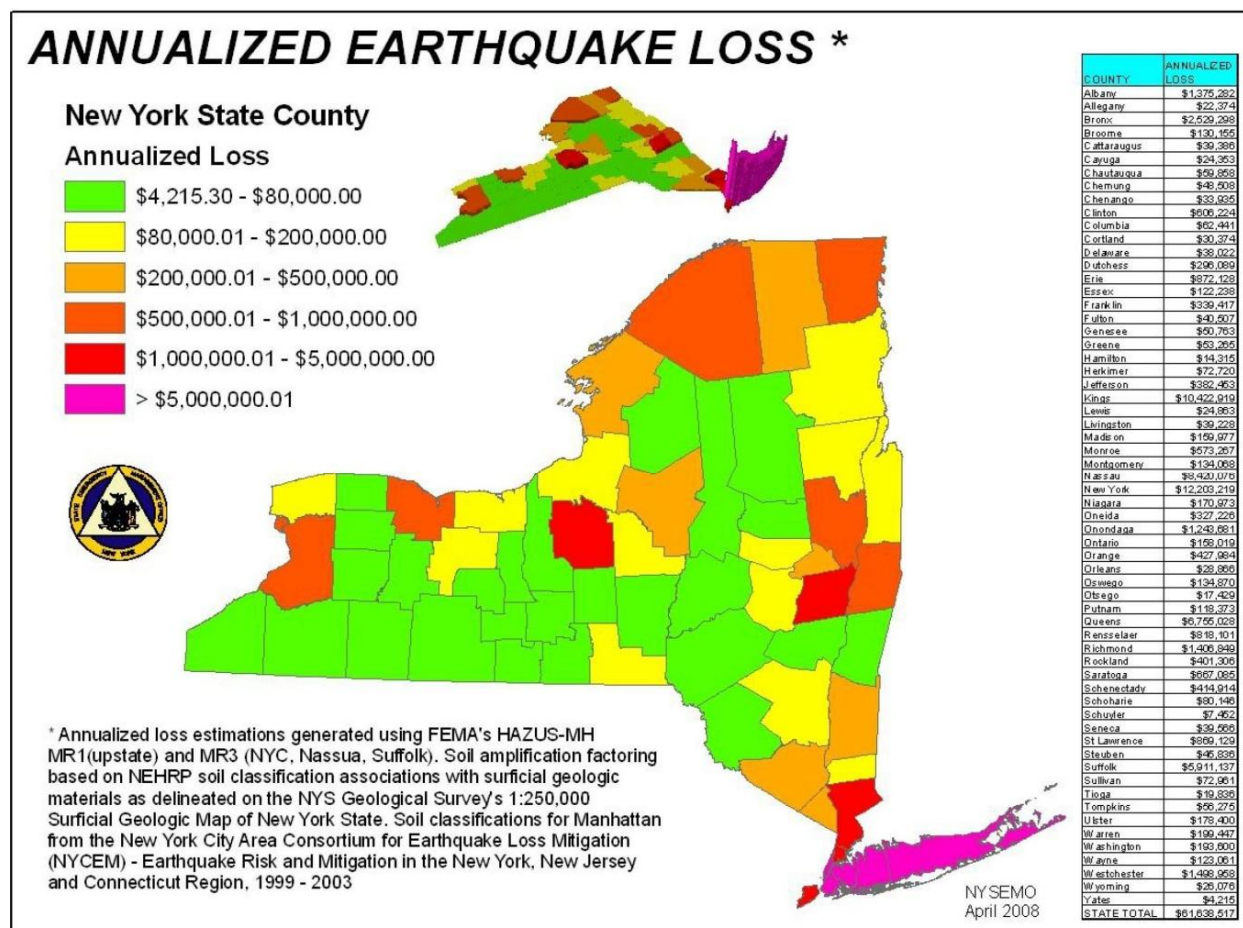 ANNUALIZED EARTHQUAKE LOSS *
New York State County
Annualized Loss
$4,215.30 - $80,000.00
$80,000.01 - $200,000.00
$200,000.01 - $500,000.00
$500,000.01 - $1,000,000.00
$1,000,000.01 - $5,000,000.00
> $5,000,000.01
* Annualized loss estimations generated using FEMA's HAZUS-MH
MR1(upstate) and MR3 (NYC, Nassua, Suffolk). Soil amplification factoring
based on NEHRP soil classification associations with surficial geologic
materials as delineated on the NYS Geological Survey's 1:250,000
Surficial Geologic Map of New York State. Soil classifications for Manhattan
from the New York City Area Consortium for Earthquake Loss Mitigation
(NYCEM) - Earthquake Risk and Mitigation in the New York, New Jersey
and Connecticut Region, 1999 - 2003
NYSEMO
April 2008
COUNTY ANNUALIZED LOSS
Albany $1,375,282
Allegany $22,374
Bronx $2,529,298
Broome $130,155
Cattaraugus $39,386
Cayuga $24,353
Chautauqua $59,858
Chemung $48,508
Chenango $33,935
Clinton $606,224
Columbia $62,441
Cortland $30,374
Delaware $38,022
Dutchess $296,089
Erie $872,128
Essex $122,238
Franklin $339,417
Fulton $40,507
Genesee $50,763
Greene $53,265
Hamilton $14,315
Herkimer $72,720
Jefferson $382,453
Kings $10,422,919
Lewis $24,863
Livingston $39,228
Madison $159,977
Monroe $573,267
Montgomery $134,068
Nassau $8,420,076
New York $12,203,219
Niagara $170,973
Oneida $327,226
Onondaga $1,243,681
Ontario $158,019
Orange $427,984
Orleans $28,866
Oswego $134,870
Otsego $17,429
Putnam $118,373
Queens $6,755,028
Rensselaer $818,101
Richmond $1,406,849
Rockland $401,306
Saratoga $667,085
Schenectady $414,914
Schoharie $80,146
Schuyler $7,452
Seneca $39,566
St Lawrence $869,129
Steuben $45,836
Suffolk $5,911,137
Sullivan $72,961
Tioga $19,836
Tompkins $56,275
Ulster $178,400
Warren $199,447
Washington $193,600
Wayne $123,061
Westchester $1,498,958
Wyoming $26,076
Yates $4,215
STATE TOTAL $61,638,517